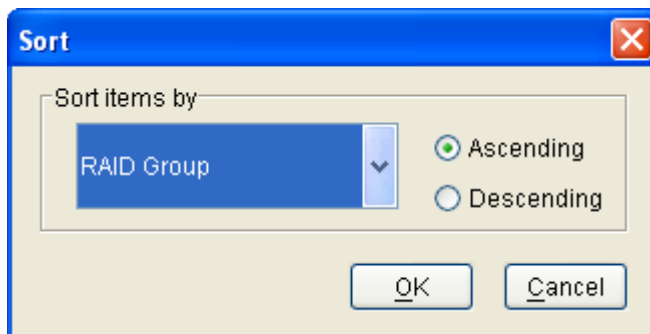 Sort
Sort items by
RAID Group
Ascending
Descending
OK
Cancel